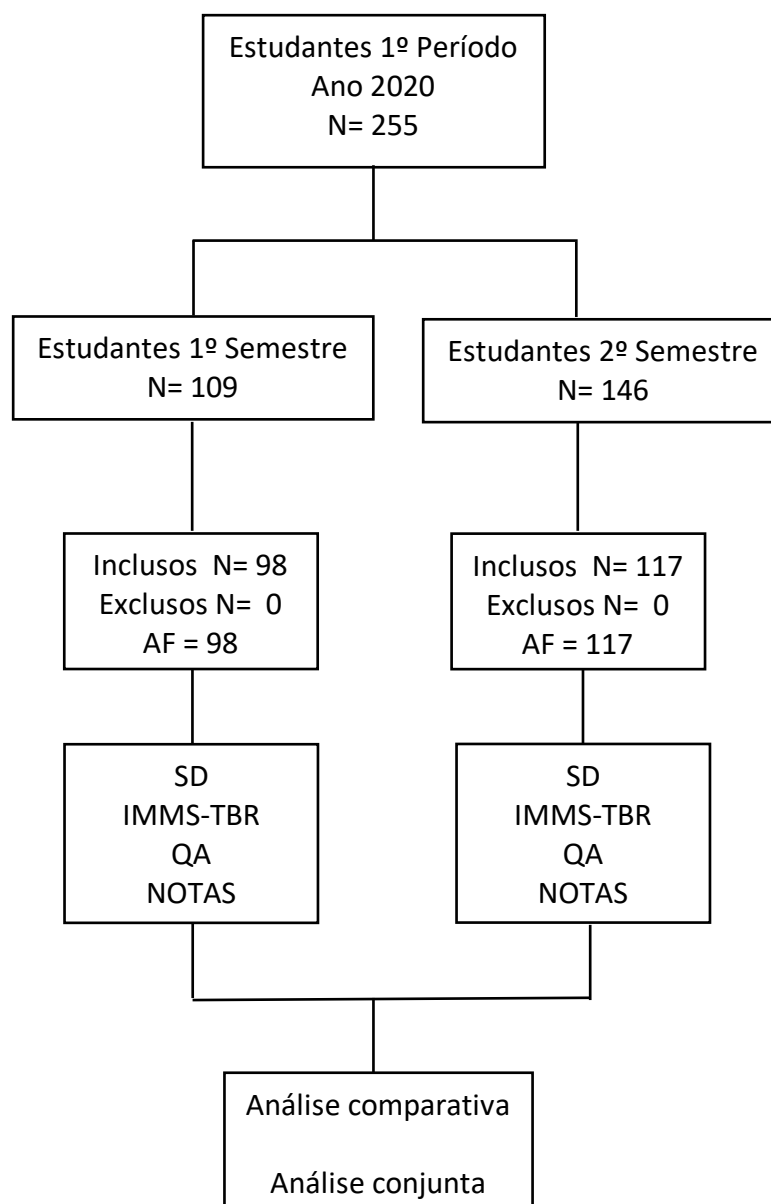 Estudantes 1º Período
Ano 2020
N= 255
Estudantes 1º Semestre
N= 109
Estudantes 2º Semestre
N= 146
Inclusos  N= 98
Exclusos N=  0
AF = 98
Inclusos  N= 117
Exclusos N=  0
AF = 117
SD
IMMS-TBR
QA
NOTAS
SD
IMMS-TBR
QA
NOTAS
Análise comparativa
Análise conjunta